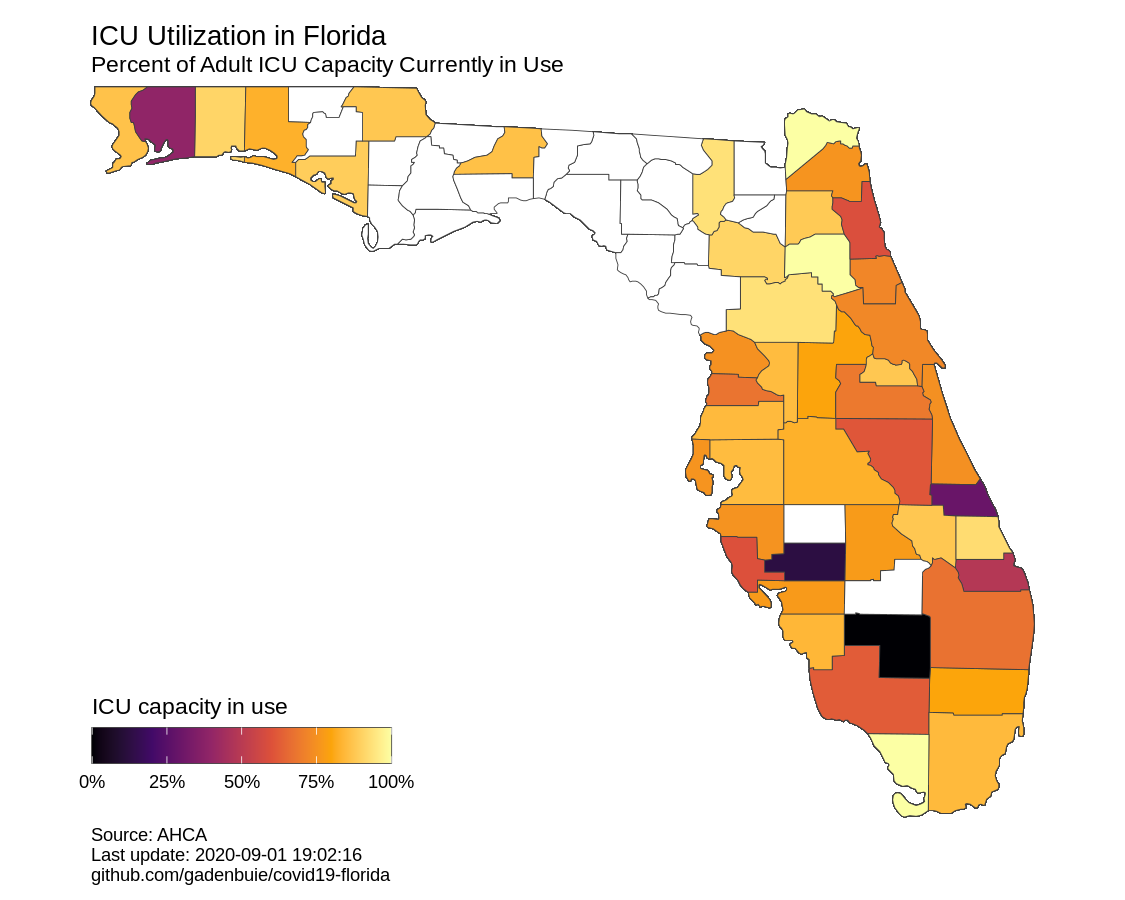 ICU Utilization in Florida
Percent of Adult ICU Capacity Currently in Use
ICU capacity in use
0% 25% 50% 75% 100%
Source: AHCA
Last update: 2020-09-01 19:02:16
github.com/gadenbuie/covid19-florida